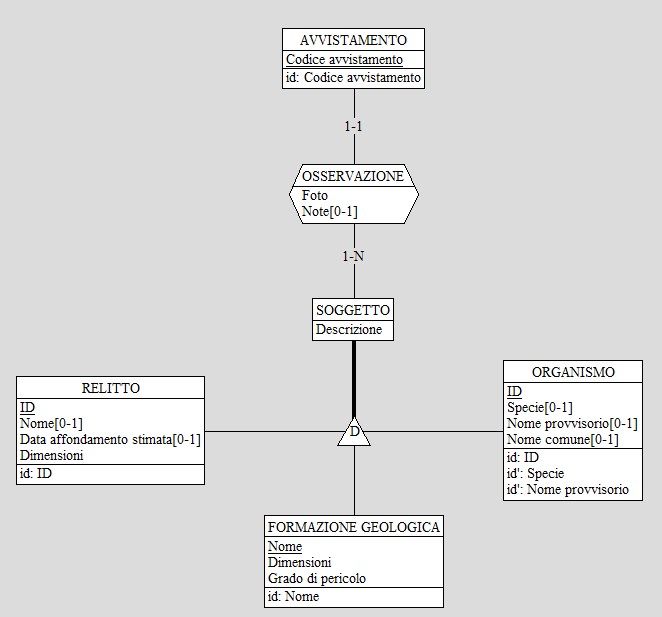 AVVISTAMENTO
Codice avvistamento
id: Codice avvistamento
1-1
OSSERVAZIONE
Foto
Note[0-1]
1-N
SOGGETTO
Descrizione
RELITTO
ID
Nome[0-1]
Data affondamento stimata[0-1]
Dimensioni
id: ID
D
ORGANISMO
ID
Specie[0-1]
Nome provvisorio[0-1]
Nome comune[0-1]
id: ID
id': Specie
id': Nome provvisorio
FORMAZIONE GEOLOGICA
Nome
Dimensioni
Grado di pericolo
id: Nome